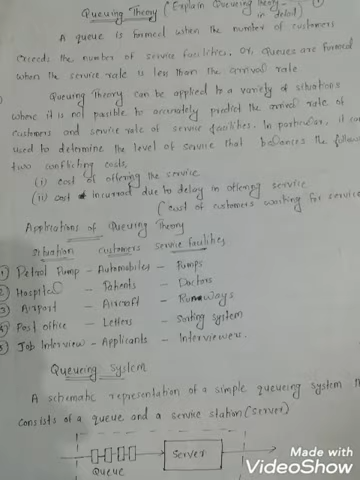 Queueing Theory ("Explain Queueing Theory in detail)
A queue is formed when the number of customers
exceeds the number of service facilities. Or, Queues are formed
when the service rate is less than the arrival rate
Queuing Theory can be applied to a variety of situations
where it is not possible to accurately predict the arrival rate of
customers and service rate of service facilities. In particular, it can
used to determine the level of service that balances the
two conflicting costs,
(i) cost of offering the service
(ii) cost incurred due to delay in offering service
(cost of customers waiting for service
Applications of Queuing Theory
Situation customers service facilities
① Petrol Pump - Automobiles - Pumps
② Hospital - Patients - Doctors
③ Airport - Aircraft - Runways
④ Post office - Letters - Sorting system
⑤ Job Interview - Applicants - Interviewers.
Queueing System
A schematic representation of a simple queueing system
consists of a queue and a service station (server)
Server
Queue
Made with
VideoShow